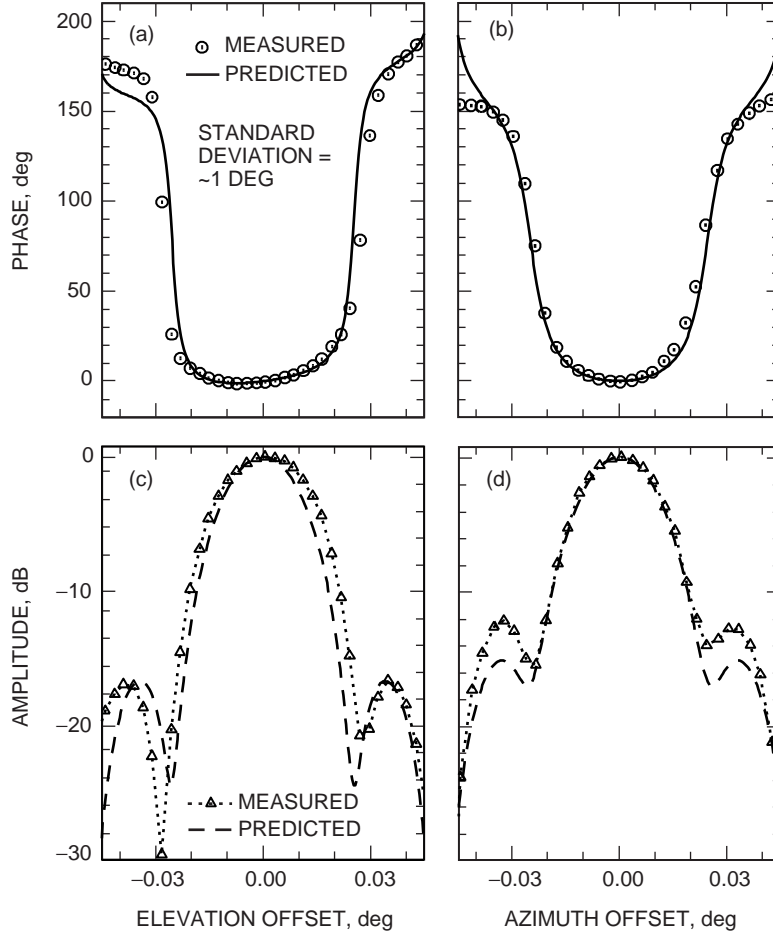 (a)
MEASURED
PREDICTED
STANDARD
DEVIATION =
~1 DEG
(b)
200
150
100
50
0
PHASE, deg
(c)
(d)
0
–10
–20
–30
AMPLITUDE, dB
MEASURED
PREDICTED
–0.03 0.00 0.03
–0.03 0.00 0.03
ELEVATION OFFSET, deg
AZIMUTH OFFSET, deg